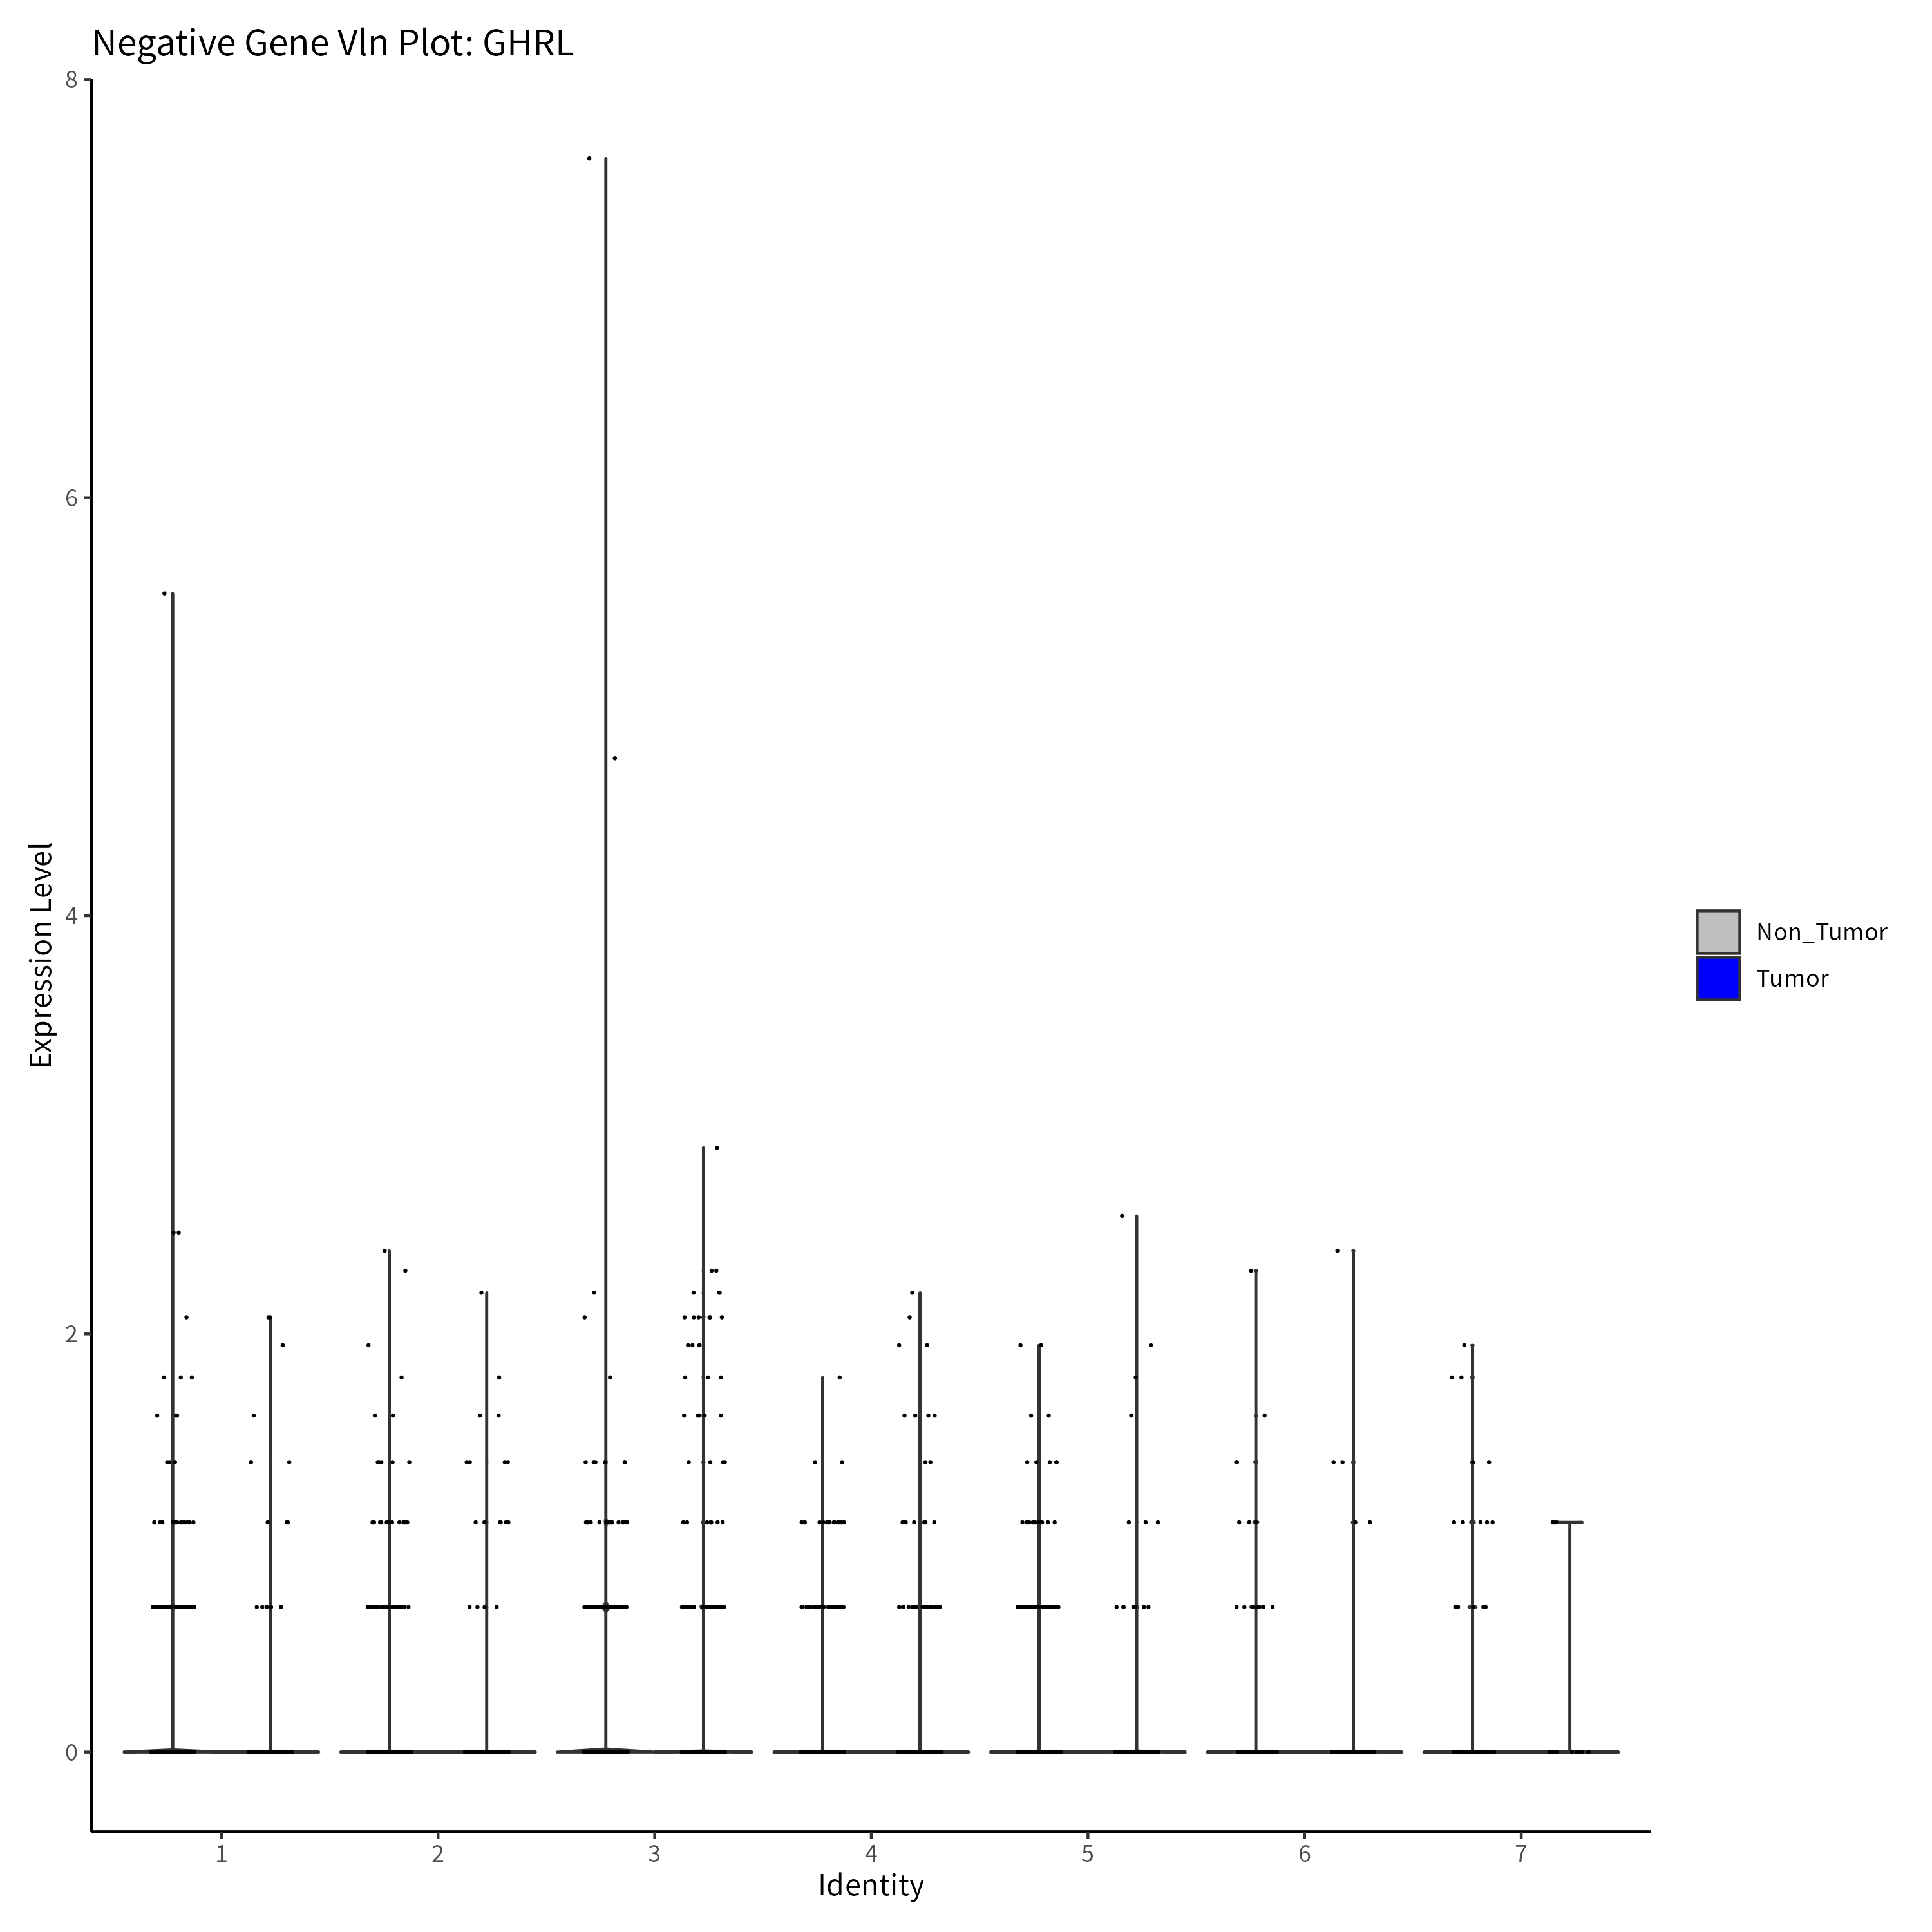 Negative Gene Vln Plot: GHRL
8
6
4
2
0
Expression Level
1 2 3 4 5 6 7
Identity
Non_Tumor
Tumor